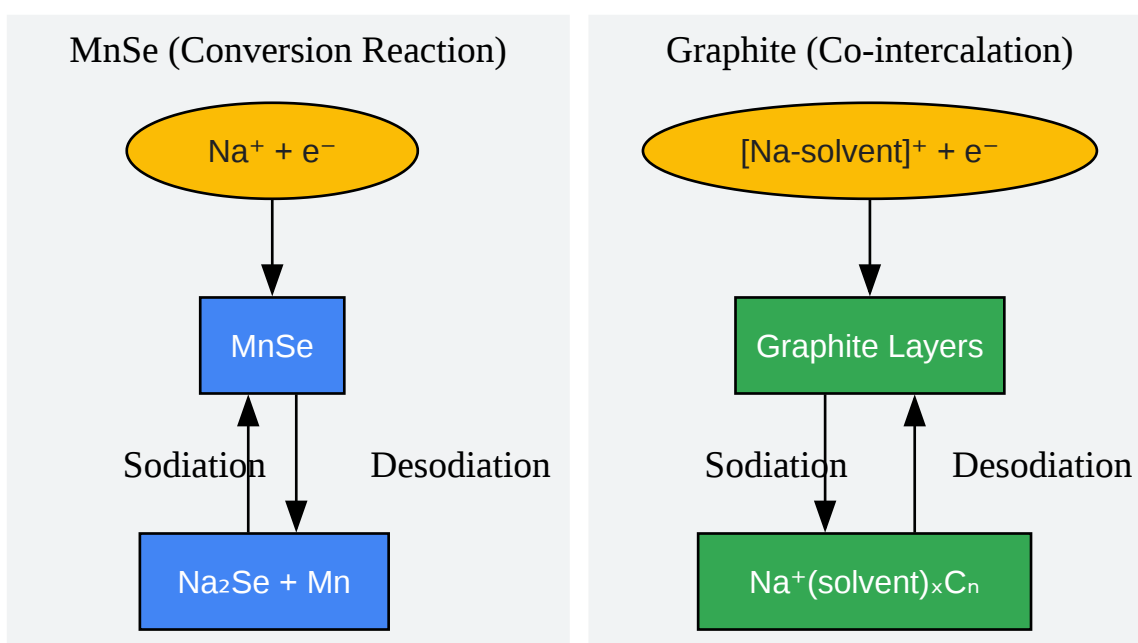 MnSe (Conversion Reaction)
Na⁺ + e⁻
MnSe
Sodiation
Desodiation
Na₂Se + Mn
Graphite (Co-intercalation)
[Na-solvent]⁺ + e⁻
Graphite Layers
Sodiation
Desodiation
Na⁺(solvent)ₓCₙ